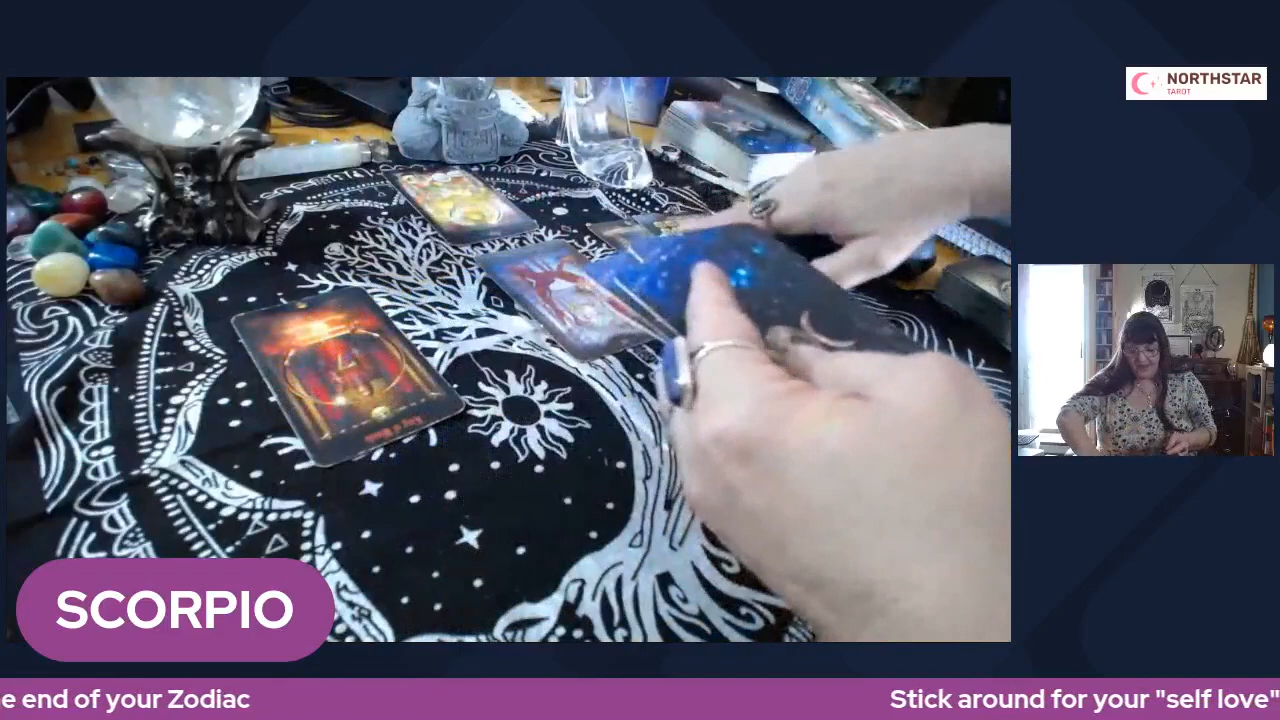 NORTHSTAR
TAROT
SCORPIO
e end of your Zodiac
Stick around for your "self love"